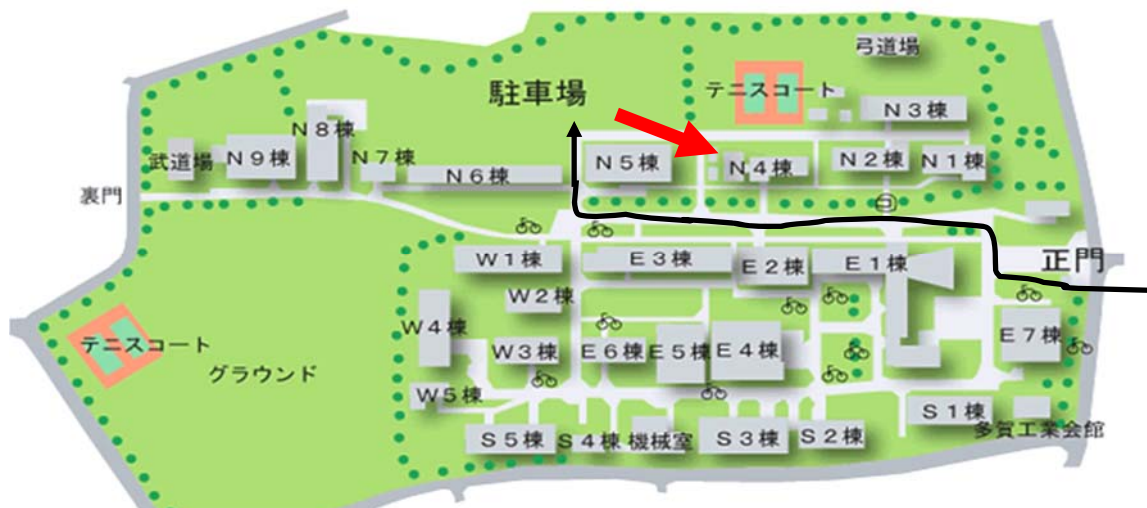 弓道場
テニスコート
駐車場
N3棟
N8棟
武道場
N9棟
N7棟
N6棟
N5棟
N4棟
N2棟
N1棟
裏門
正門
W1棟
E3棟
E2棟
E1棟
W2棟
W4棟
W3棟
E6棟
E5棟
E4棟
E7棟
テニスコート
グラウンド
W5棟
S1棟
多賀工業会館
S5棟
S4棟
機械室
S3棟
S2棟